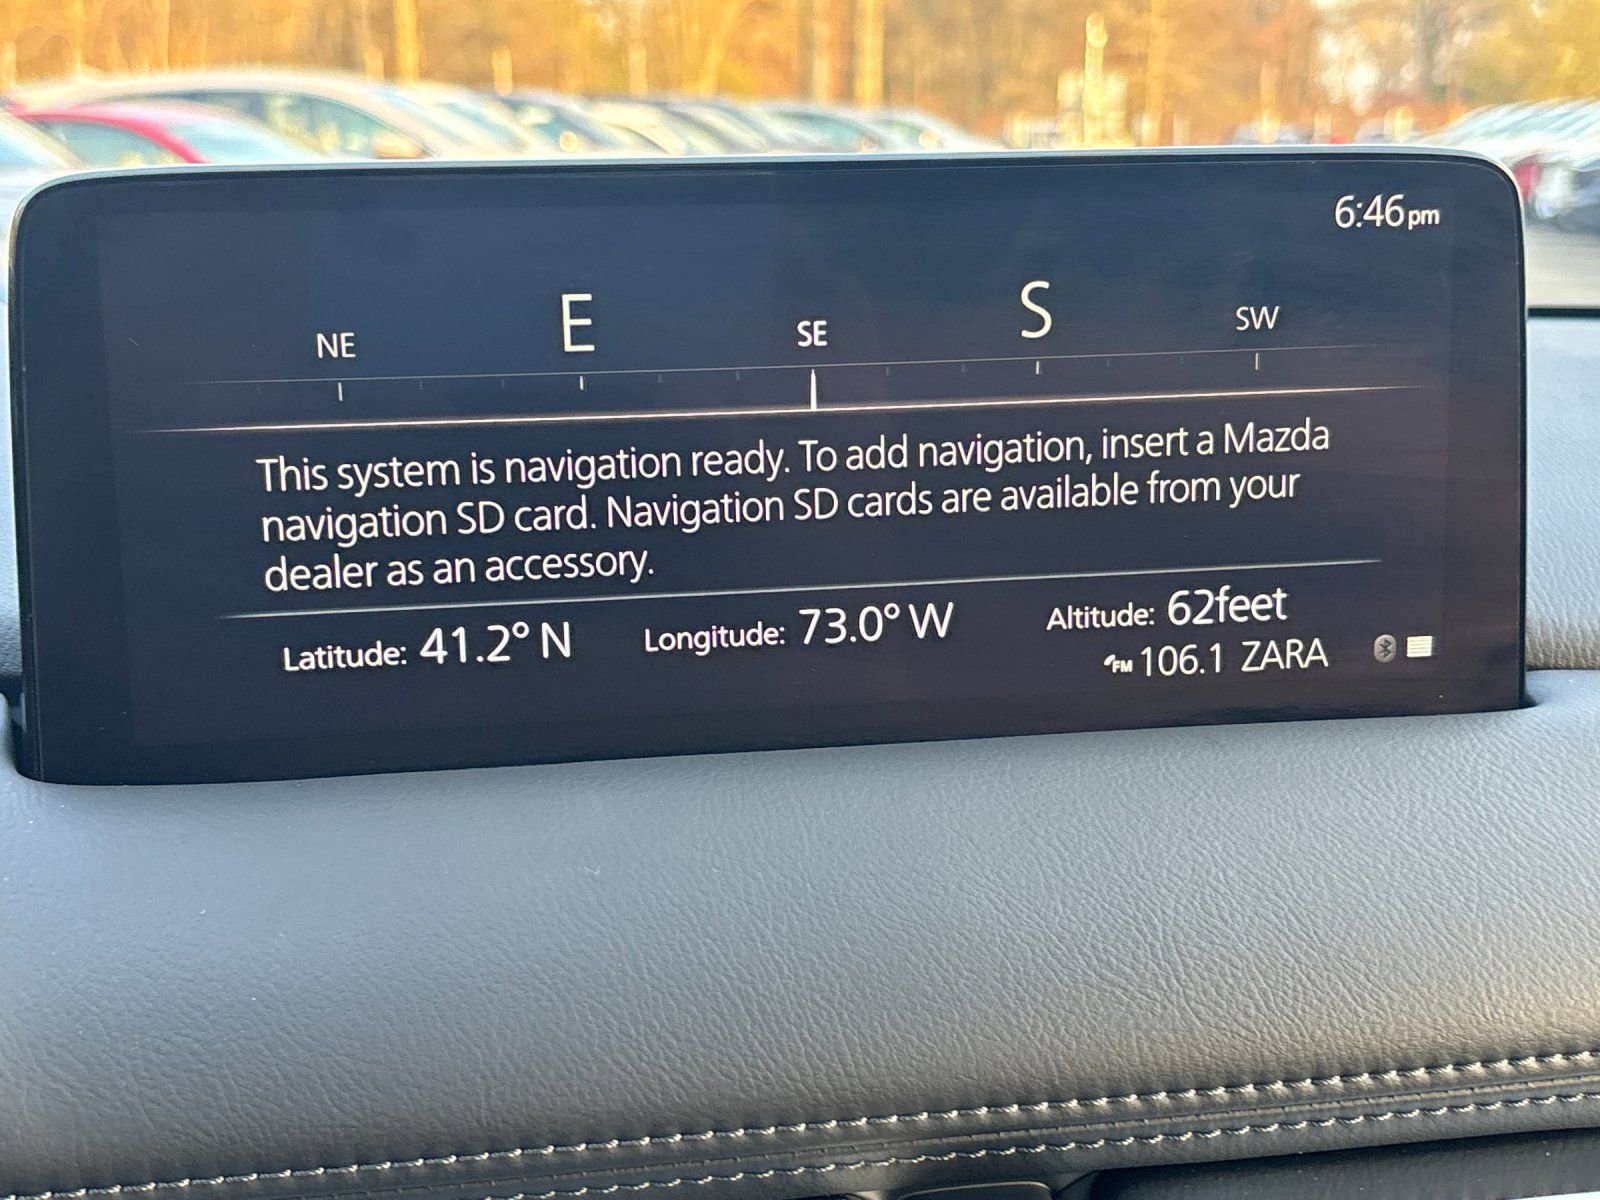 6:46pm
NE E SE S SW
This system is navigation ready. To add navigation, insert a Mazda
navigation SD card. Navigation SD cards are available from your
dealer as an accessory.
Latitude: 41.2° N Longitude: 73.0° W Altitude: 62feet
FM 106.1 ZARA